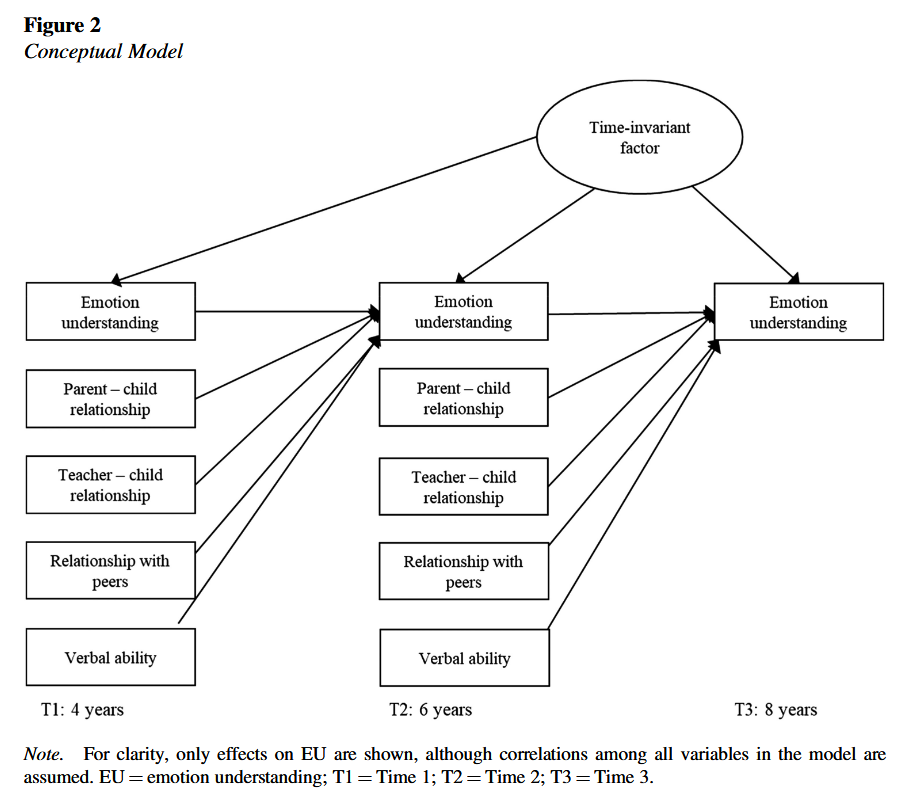 Figure 2
Conceptual Model
Time-invariant
factor
Emotion
understanding
Emotion
understanding
Emotion
understanding
Parent – child
relationship
Parent – child
relationship
Teacher – child
relationship
Teacher – child
relationship
Relationship with
peers
Relationship with
peers
Verbal ability
Verbal ability
T1: 4 years
T2: 6 years
T3: 8 years
Note. For clarity, only effects on EU are shown, although correlations among all variables in the model are
assumed. EU = emotion understanding; T1 = Time 1; T2 = Time 2; T3 = Time 3.